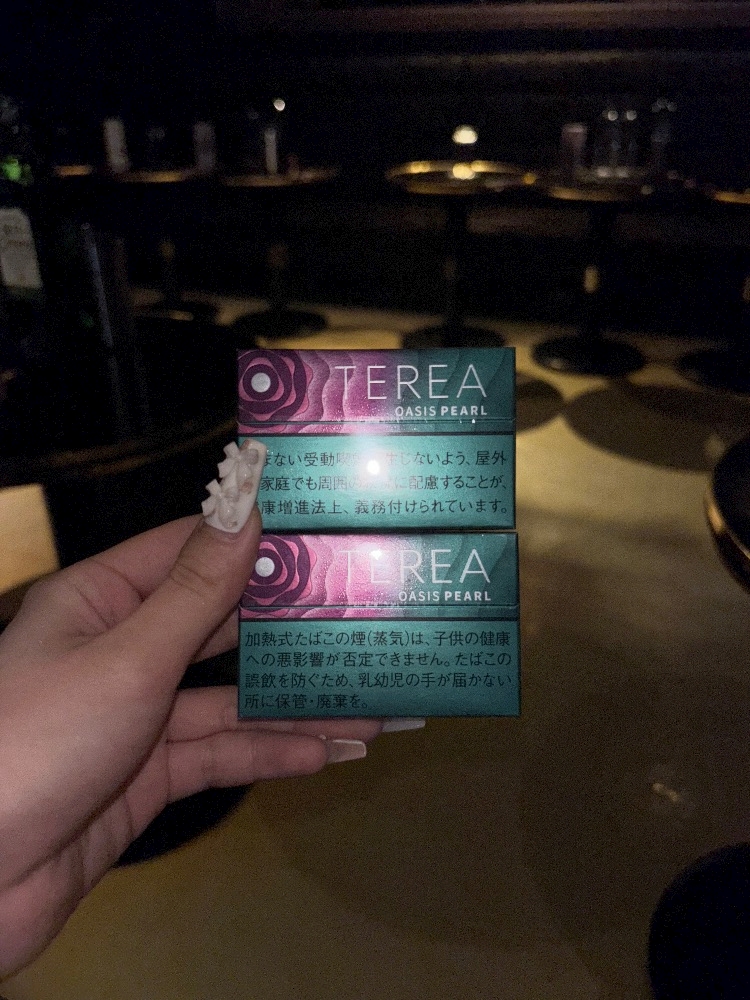 TEREA
OASIS PEARL
まない受動喫
じないよう、屋外
家庭でも周囲の
に配慮することが、
康増進法上、義務付けられています。
TEREA
OASIS PEARL
加熱式たばこの煙(蒸気)は、子供の健康
への悪影響が否定できません。たばこの
誤飲を防ぐため、乳幼児の手が届かない
所に保管・廃棄を。